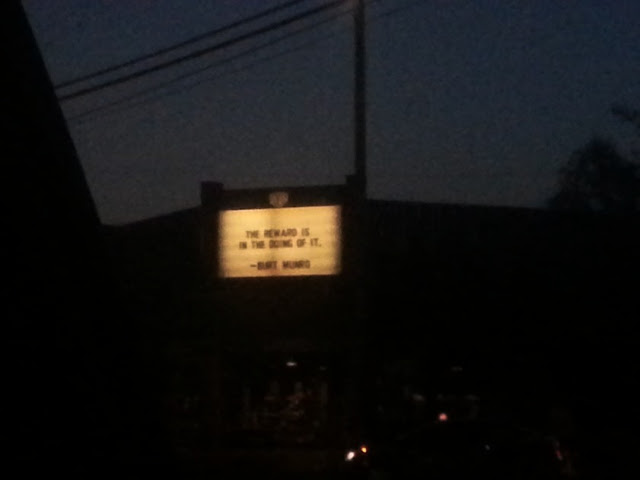 THE REWARD IS
IN THE DOING OF IT.
-BURT MUNRO